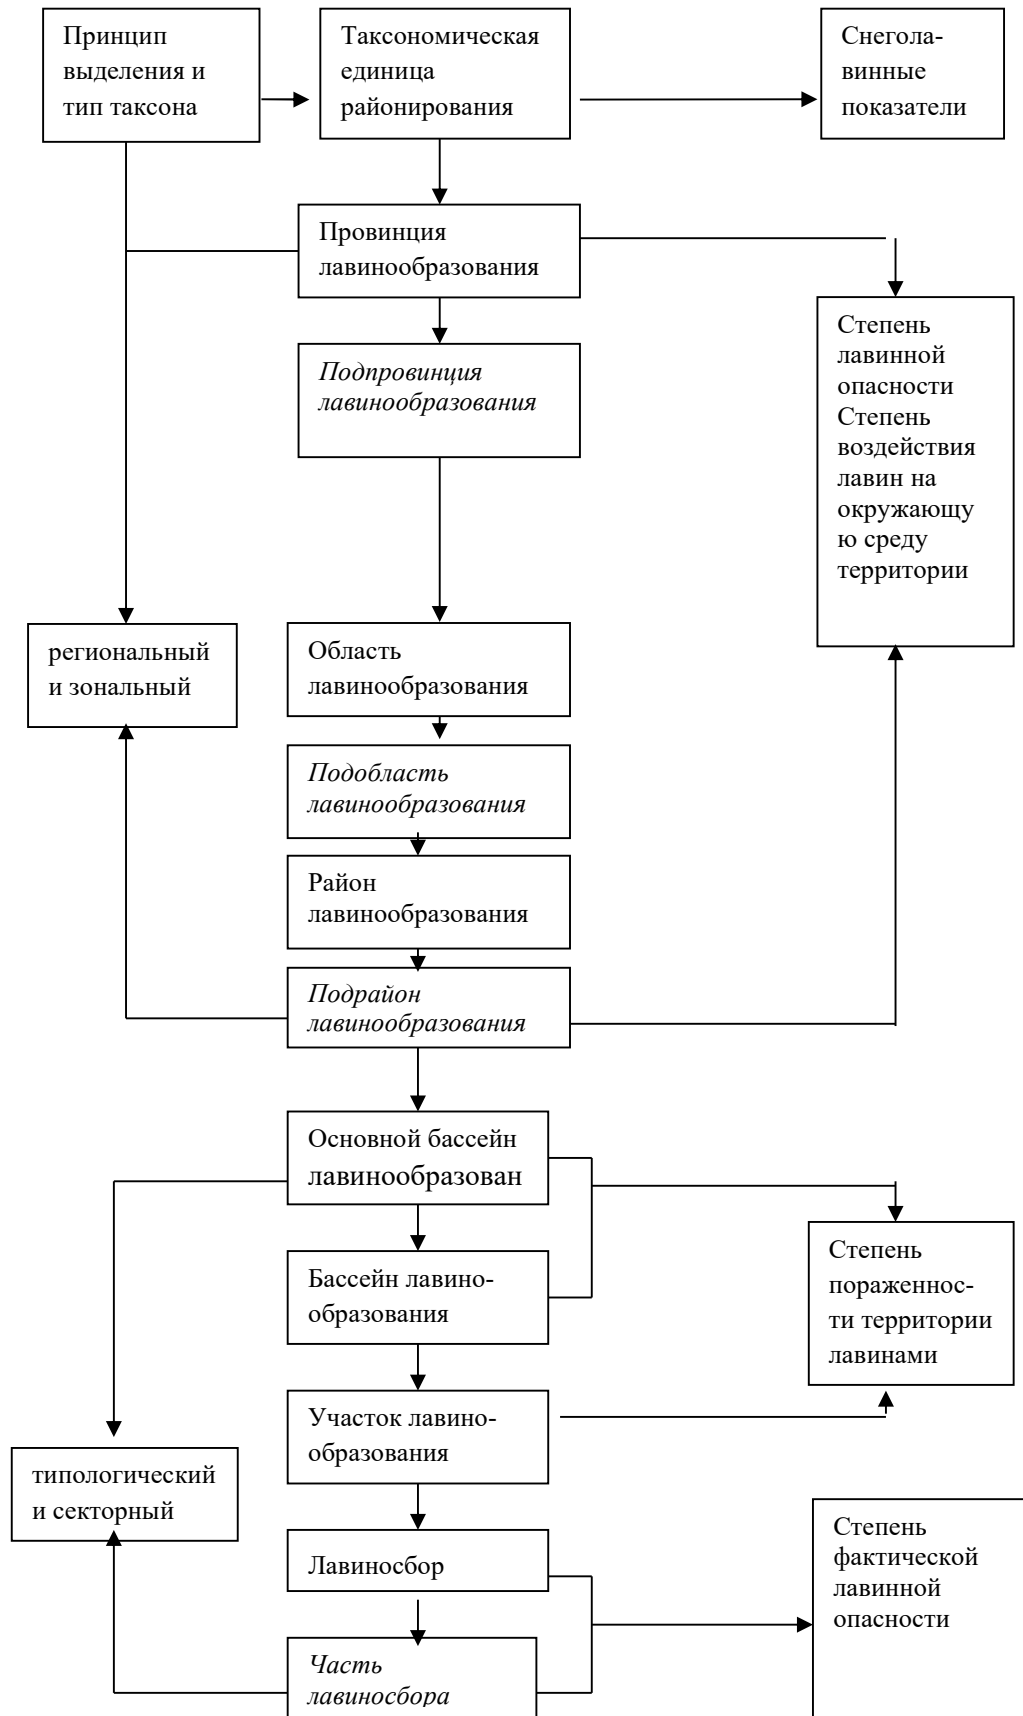 Принцип
выделения и
тип таксона
Таксономическая
единица
районирования
Снегола-
винные
показатели
Провинция
лавинообразования
Подпровинция
лавинообразования
Степень
лавинной
опасности
Степень
воздействия
лавин на
окружающу
ю среду
территории
региональный
и зональный
Область
лавинообразования
Подобласть
лавинообразования
Район
лавинообразования
Подрайон
лавинообразования
Основной бассейн
лавинообразован
Бассейн лавино-
образования
Степень
пораженнос-
ти территории
лавинами
Участок лавино-
образования
типологический
и секторный
Лавиносбор
Степень
фактической
лавинной
опасности
Часть
лавиносбора